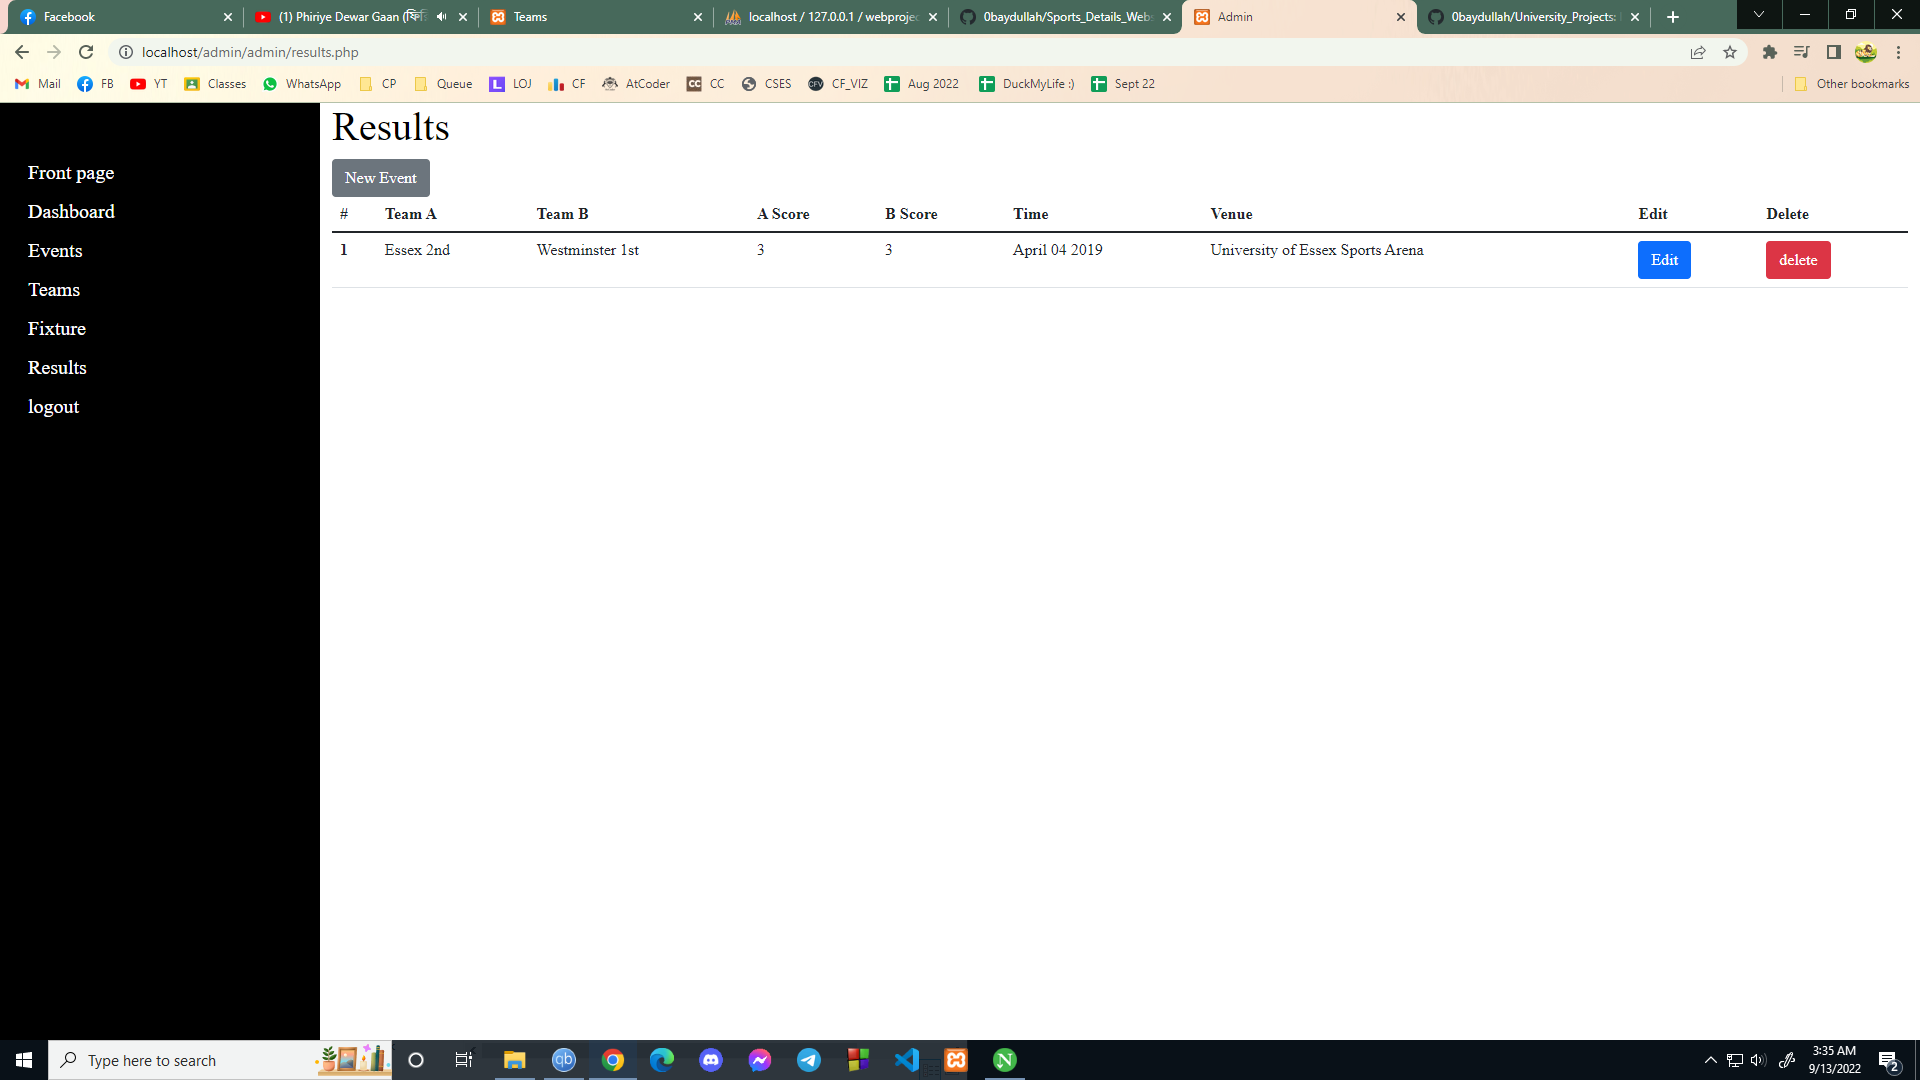 Facebook
(1) Phiriye Dewar Gaan
Teams
localhost / 127.0.0.1 / webprojec
0baydullah/Sports_Details_Webs
Admin
0baydullah/University_Projects:
localhost/admin/admin/results.php
Mail FB YT Classes WhatsApp CP Queue LOJ CF AtCoder CC CSES CF_VIZ Aug 2022 DuckMyLife :) Sept 22 Other bookmarks
Front page
Dashboard
Events
Teams
Fixture
Results
logout
Results
New Event
# Team A Team B A Score B Score Time Venue Edit Delete
1 Essex 2nd Westminster 1st 3 3 April 04 2019 University of Essex Sports Arena Edit delete
Type here to search
3:35 AM
9/13/2022
2